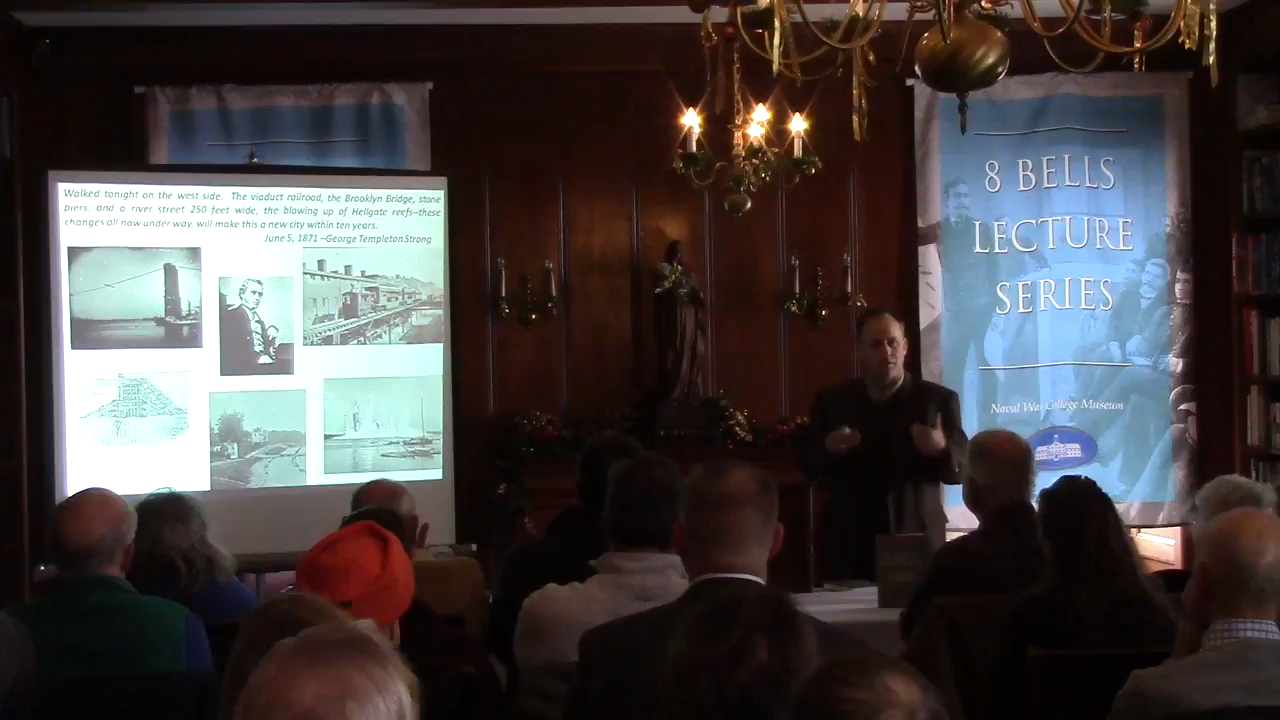 Walked tonight on the west side. The viaduct railroad, the Brooklyn Bridge, stone
piers, and a river street 250 feet wide, the blowing up of Hellgate reefs--these
changes all now under way, will make this a new city within ten years.
June 5, 1871 --George Templeton Strong
8 BELLS
LECTURE
SERIES
Naval War College Museum